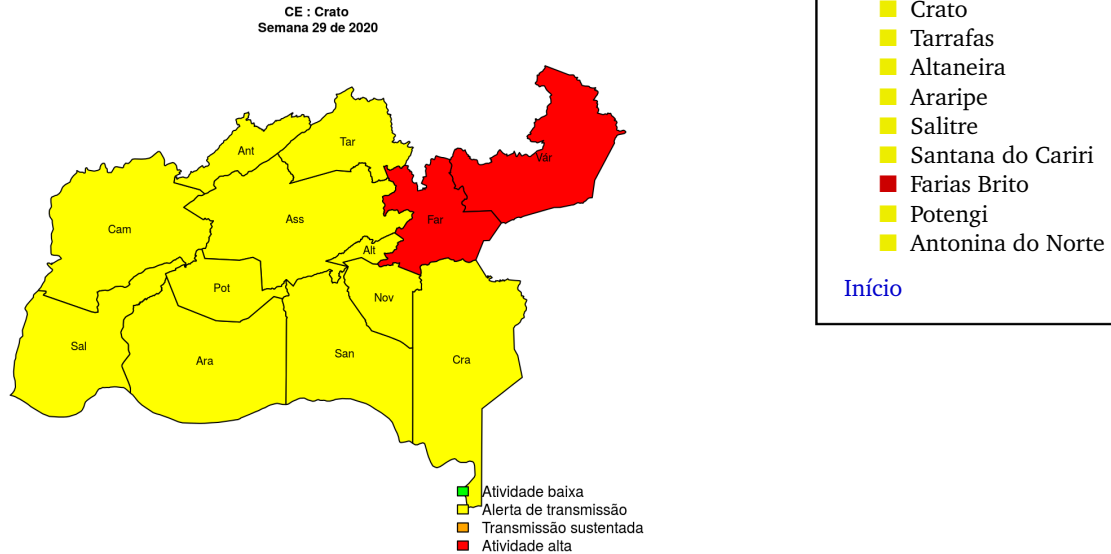 CE : Crato
Semana 29 de 2020
Ant
Tar
Vár
Cam
Ass
Far
Alt
Pot
Nov
Sal
Ara
San
Cra
Atividade baixa
Alerta de transmissão
Transmissão sustentada
Atividade alta
Crato
Tarrafas
Altaneira
Araripe
Salitre
Santana do Cariri
Farias Brito
Potengi
Antonina do Norte
Início